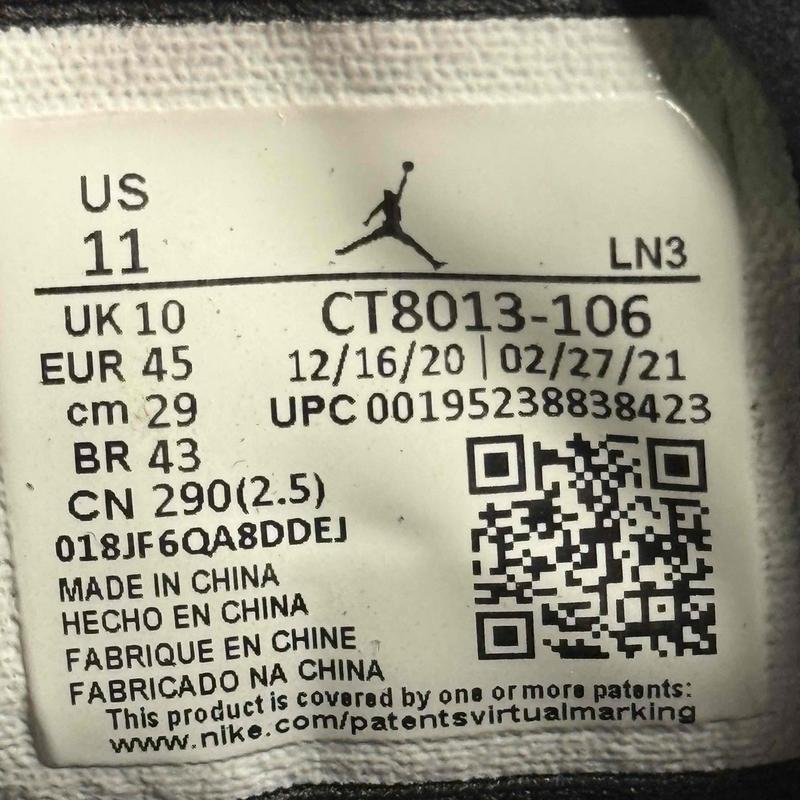 US
11
LN3
UK 10
CT8013-106
EUR 45
12/16/20 | 02/27/21
cm 29
UPC 00195238838423
BR 43
CN 290(2.5)
018JF6QA8DDEJ
MADE IN CHINA
HECHO EN CHINA
FABRIQUE EN CHINE
FABRICADO NA CHINA
This product is covered by one or more patents:
www.nike.com/patentsvirtualmarking